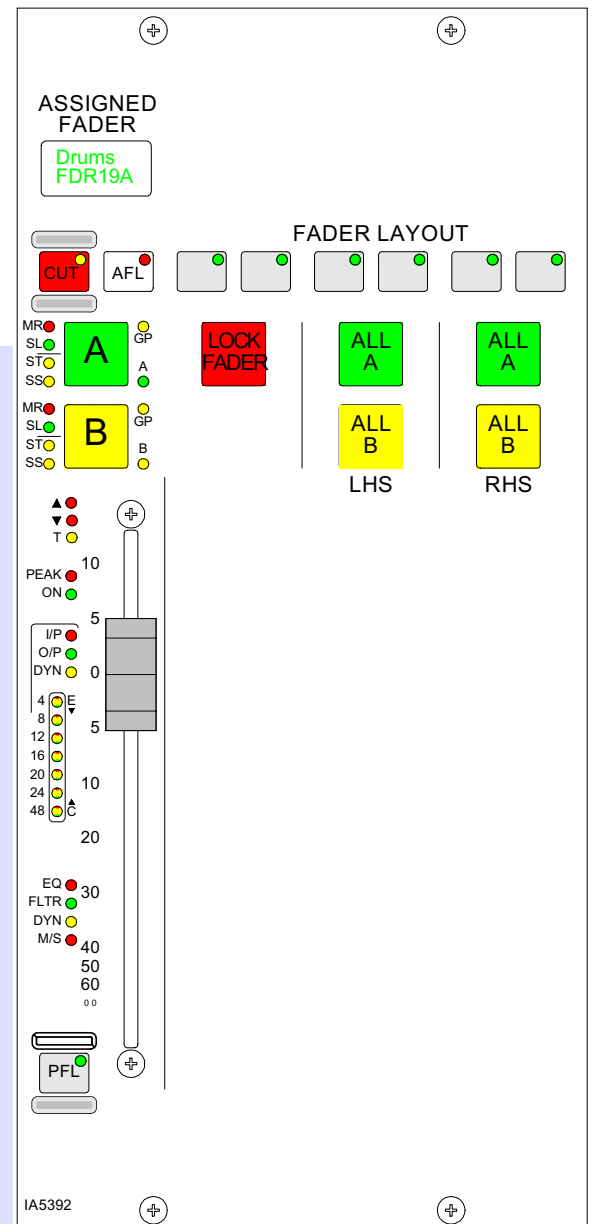 ASSIGNED
FADER
Drums
FDR19A
FADER LAYOUT
CUT
AFL
MR
SL
ST
SS
A
GP
A
LOCK
FADER
ALL
A
ALL
A
MR
SL
ST
SS
B
GP
B
ALL
B
ALL
B
LHS
RHS
T
10
PEAK
ON
5
I/P
O/P
DYN
0
4 E
8
5
12
16
20
10
24
48 C
20
EQ
30
FLTR
DYN
M/S
40
50
60
0 0
PFL
IA5392